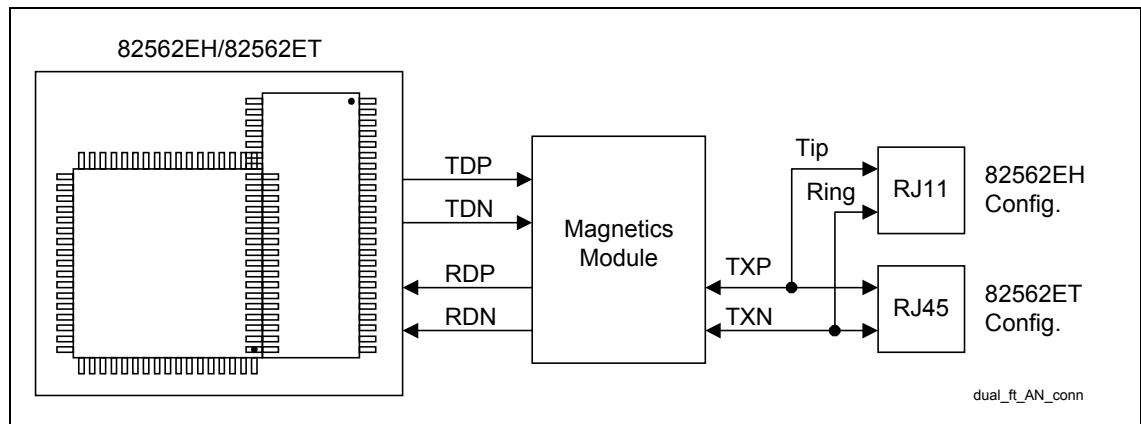 82562EH/82562ET
TDP
TDN
RDP
RDN
Magnetics
Module
TXP
TXN
Tip
Ring
RJ11
82562EH
Config.
RJ45
82562ET
Config.
dual_ft_AN_conn